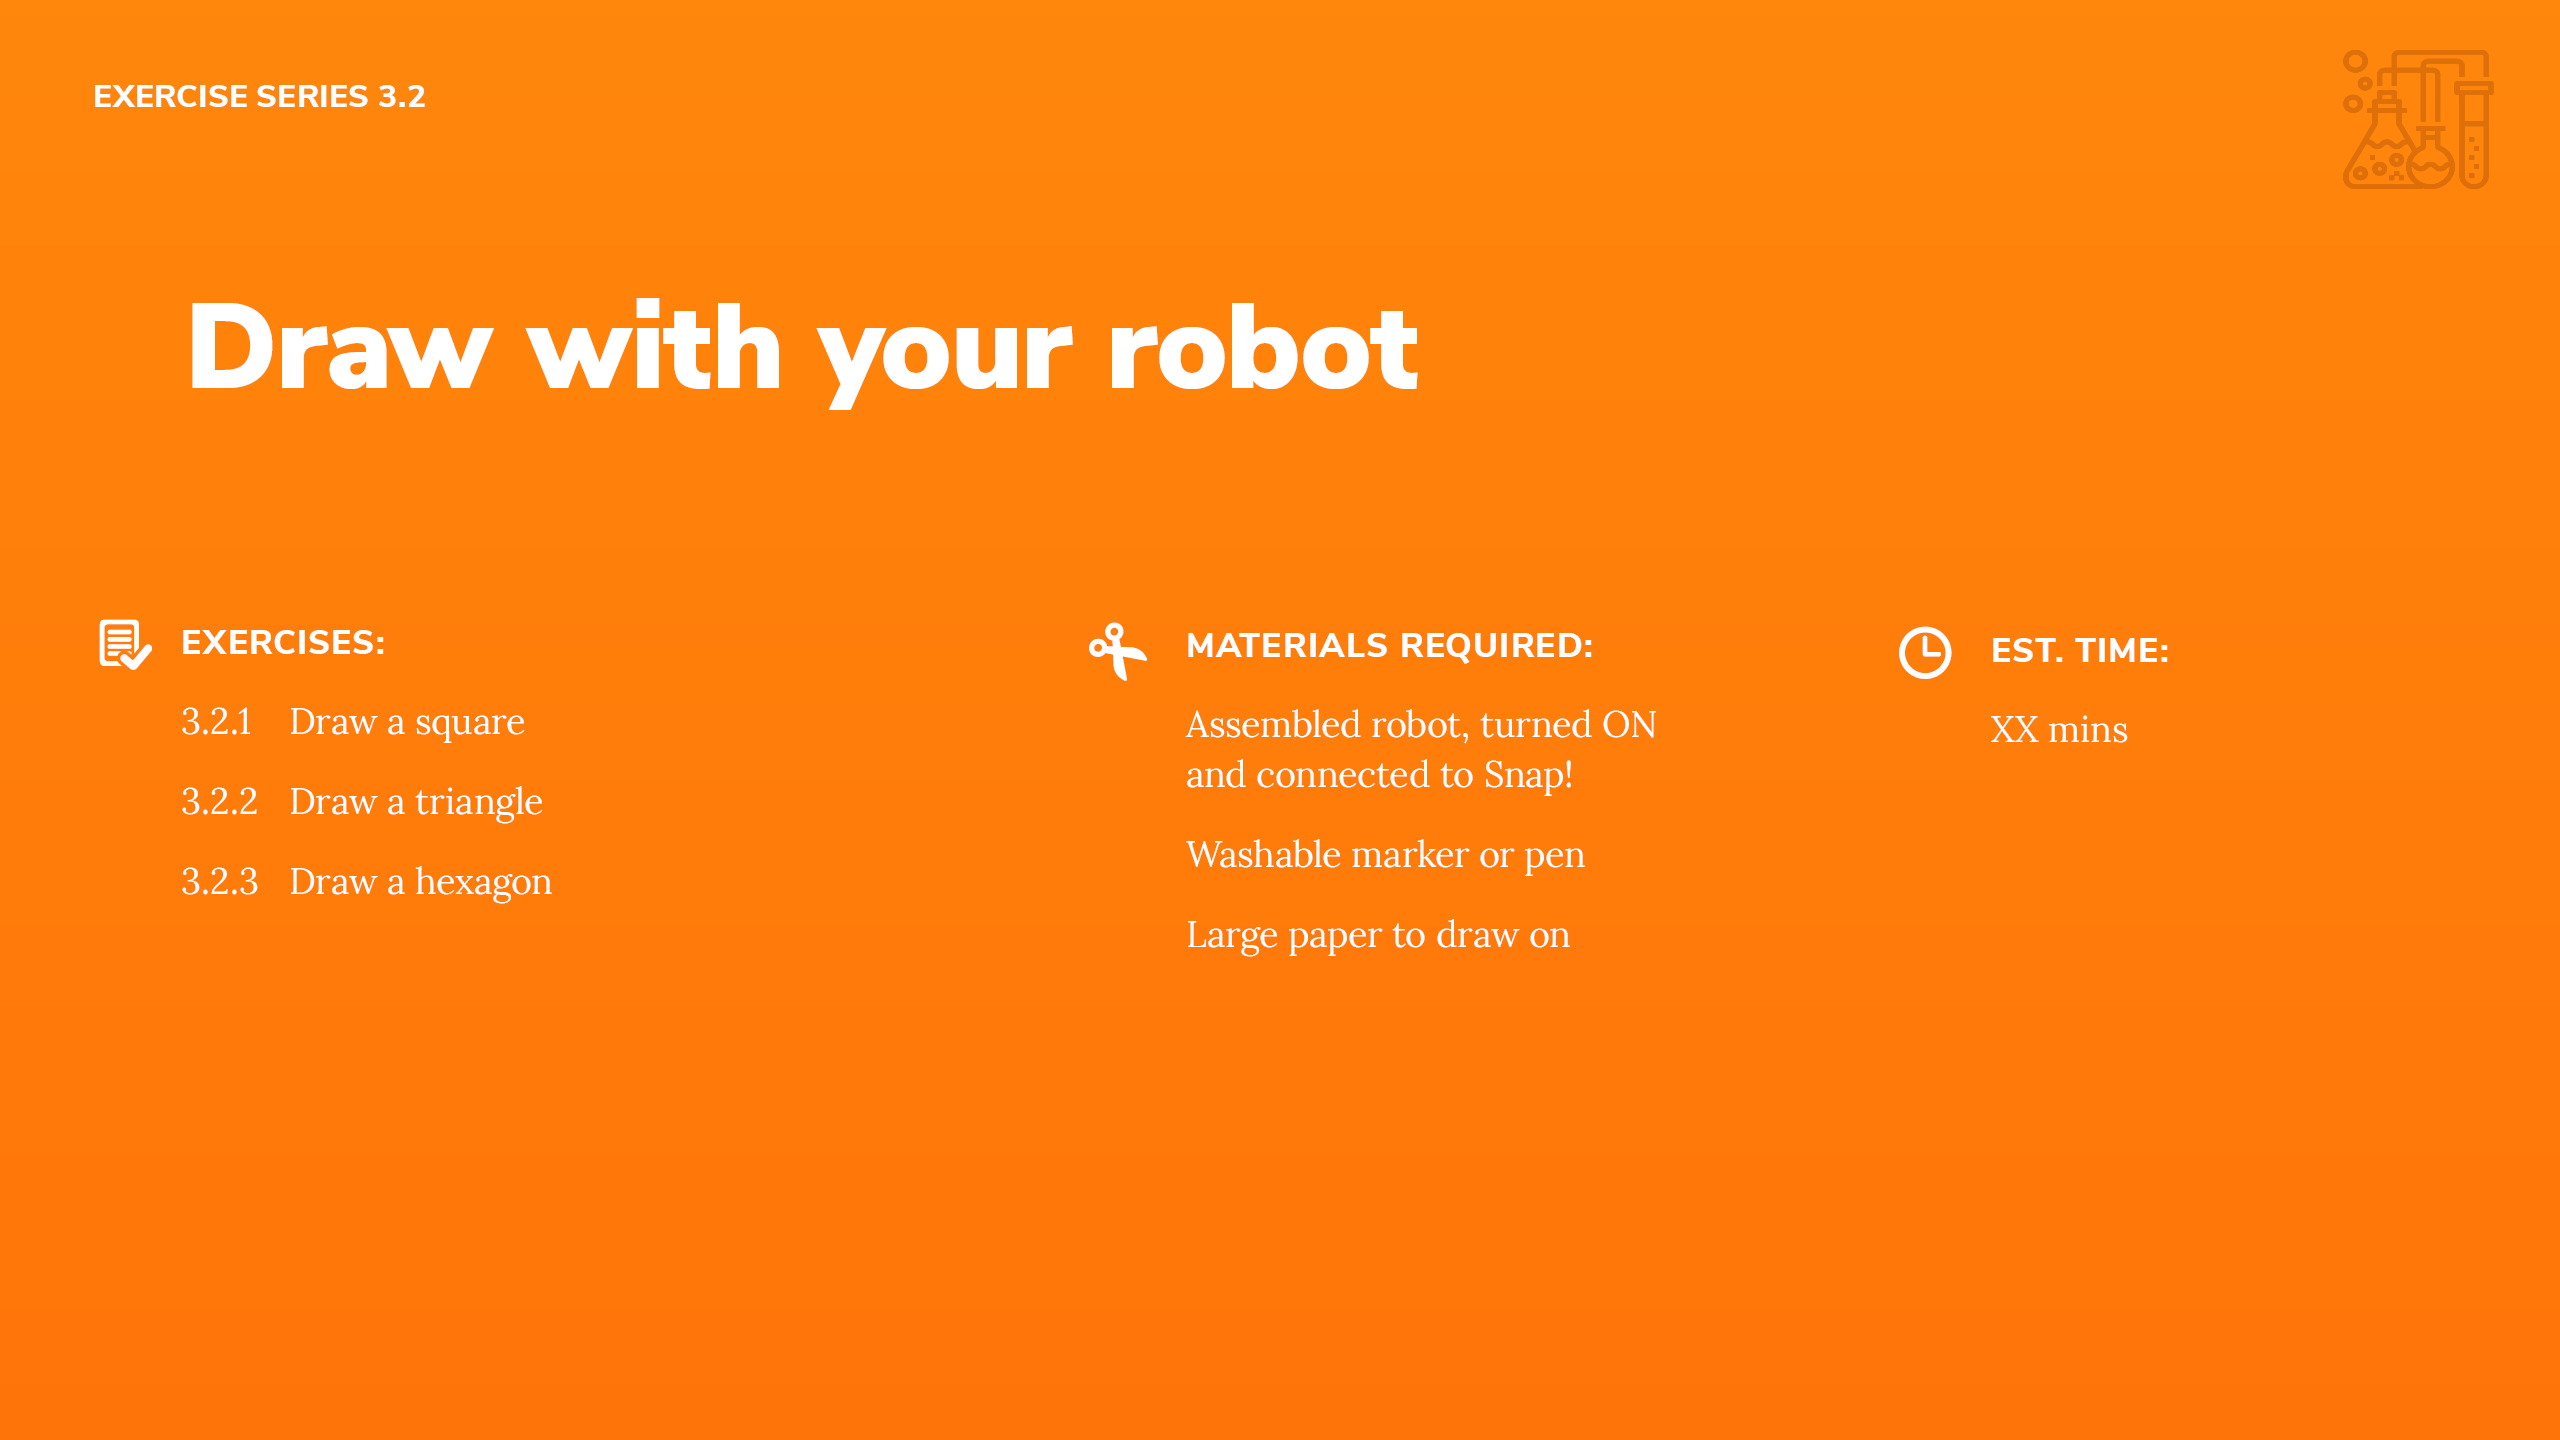 EXERCISE SERIES 3.2
Draw with your robot
EXERCISES:
3.2.1 Draw a square
3.2.2 Draw a triangle
3.2.3 Draw a hexagon
MATERIALS REQUIRED:
Assembled robot, turned ON
and connected to Snap!
Washable marker or pen
Large paper to draw on
EST. TIME:
XX mins